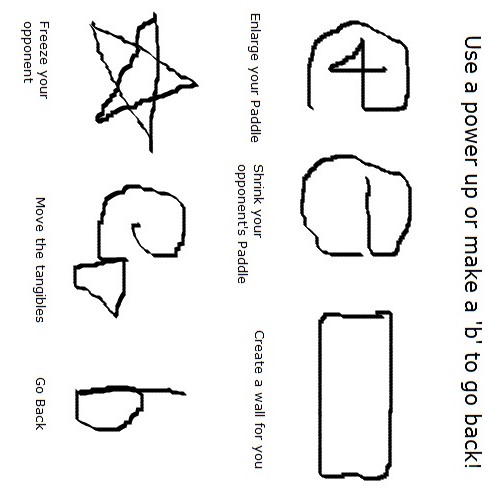 Use a power up or make a 'b' to go back!
Enlarge your Paddle
Shrink your
opponent's Paddle
Create a wall for you
Freeze your
opponent
Move the tangibles
Go Back